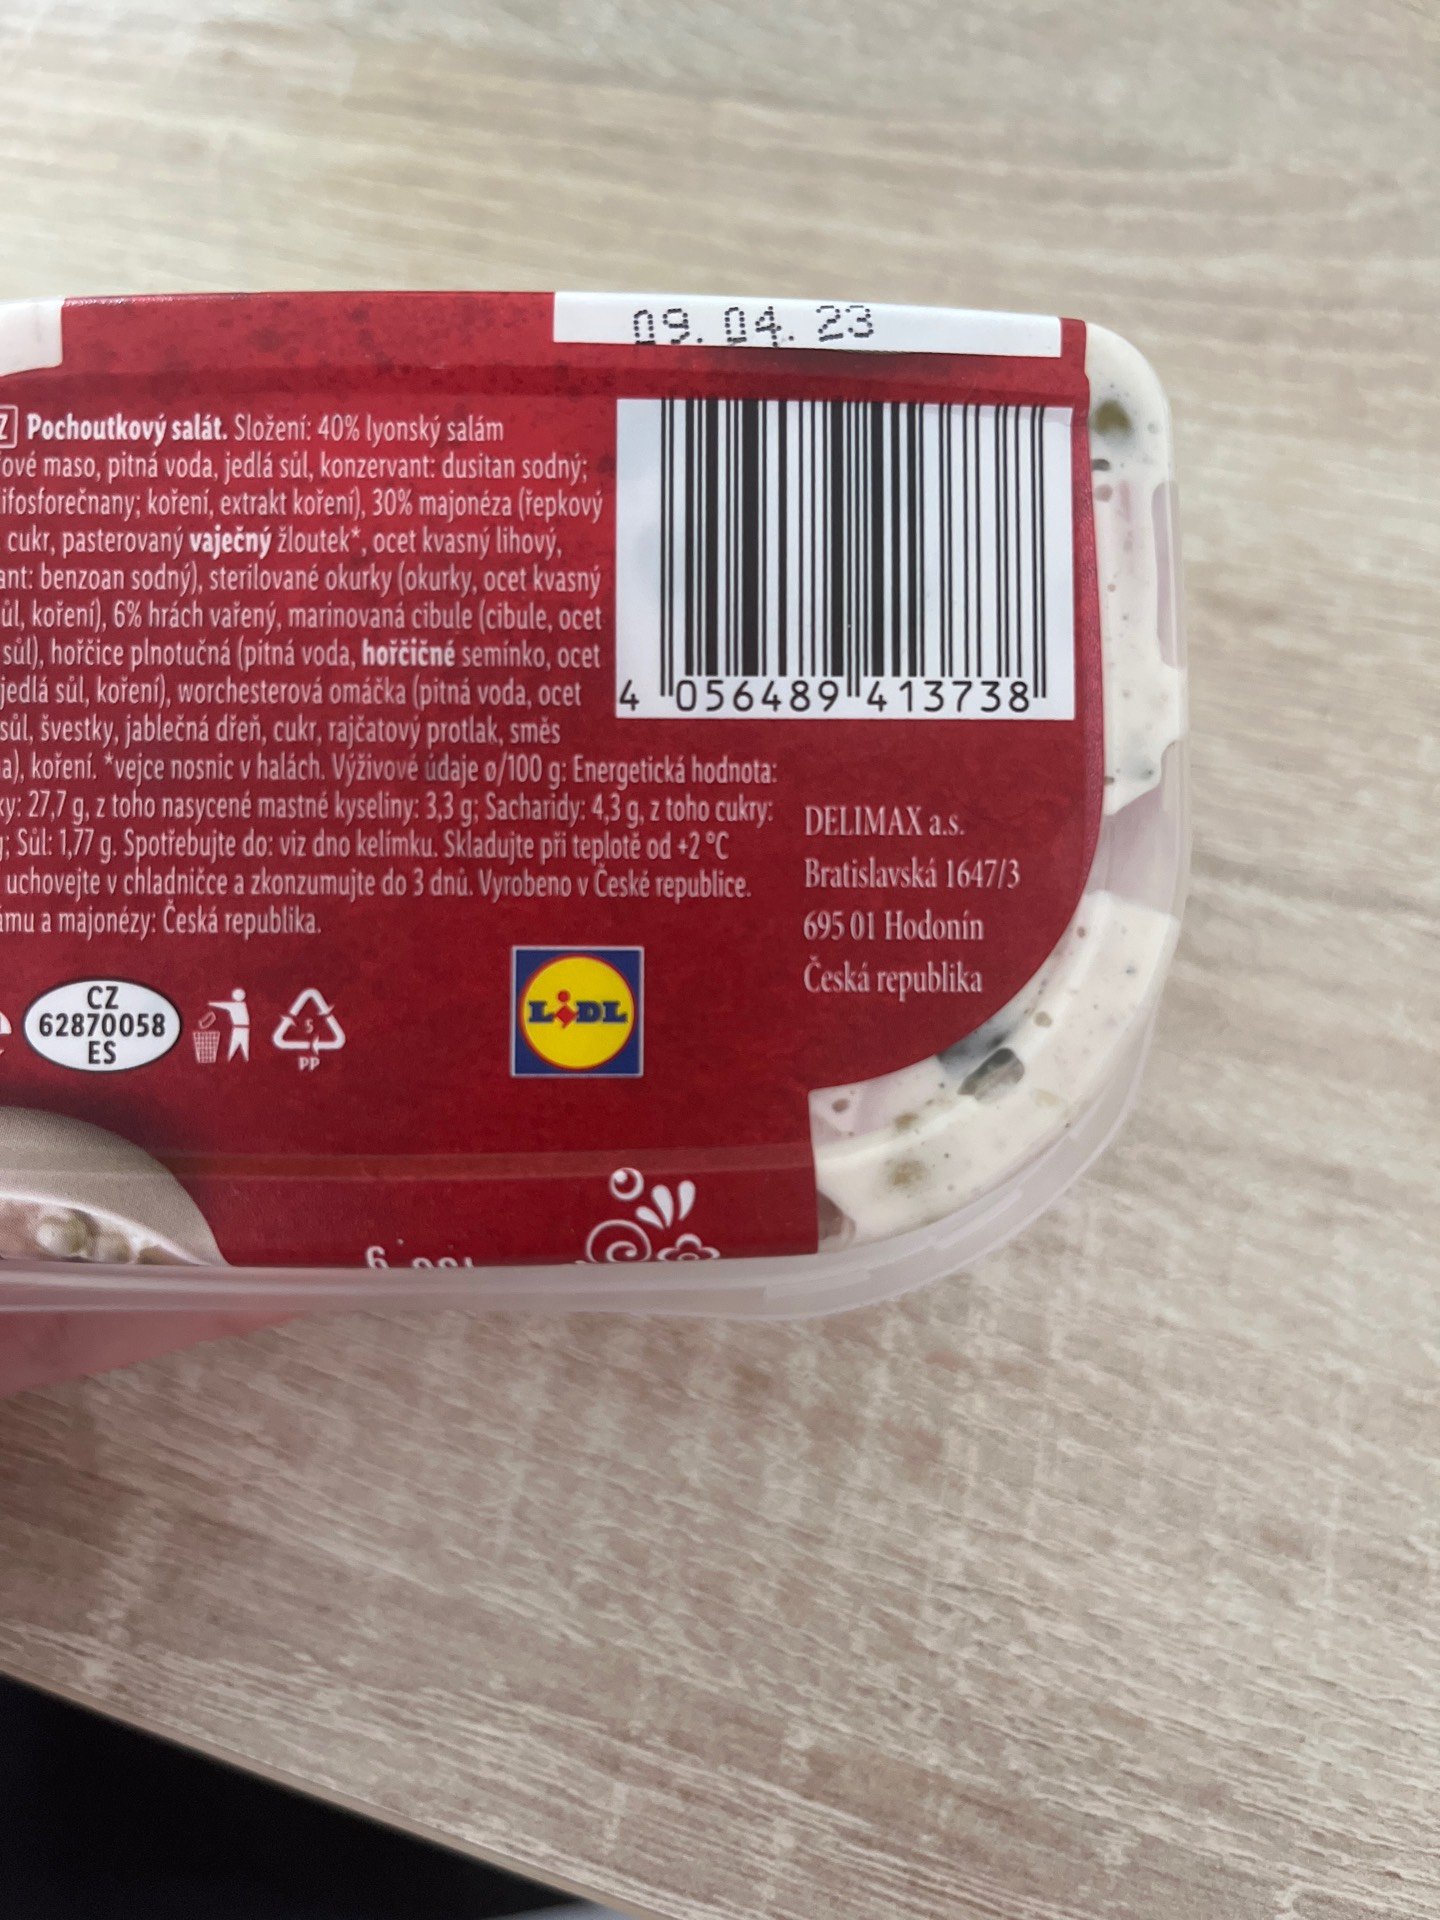 09. 04. 23
Pochoutkový salát. Složení: 40% lyonský salám
maso, pitná voda, jedlá sůl, konzervant: dusitan sodný;
koření, extrakt koření), 30% majonéza (řepkový
cukr, pasterovaný vaječný žloutek*, ocet kvasný lihový,
benzoan sodný), sterilované okurky (okurky, ocet kvasný
koření), 6% hrách vařený, marinovaná cibule (cibule, ocet
sůl), hořčice plnotučná (pitná voda, hořčičné semínko, ocet
jedlá sůl, koření), worchesterová omáčka (pitná voda, ocet
sůl, švestky, jablečná dřeň, cukr, rajčatový protlak, směs
koření. *vejce nosnic v halách. Výživové údaje ø/100 g: Energetická hodnota:
27,7 g, z toho nasycené mastné kyseliny: 3,3 g; Sacharidy: 4,3 g, z toho cukry:
Sůl: 1,77 g. Spotřebujte do: viz dno kelímku. Skladujte při teplotě od +2 °C
uchovejte v chladničce a zkonzumujte do 3 dnů. Vyrobeno v České republice.
a majonézy: Česká republika.
4 056489 413738
DELIMAX a.s.
Bratislavská 1647/3
695 01 Hodonín
Česká republika
CZ
62870058
ES
5
PP
LIDL